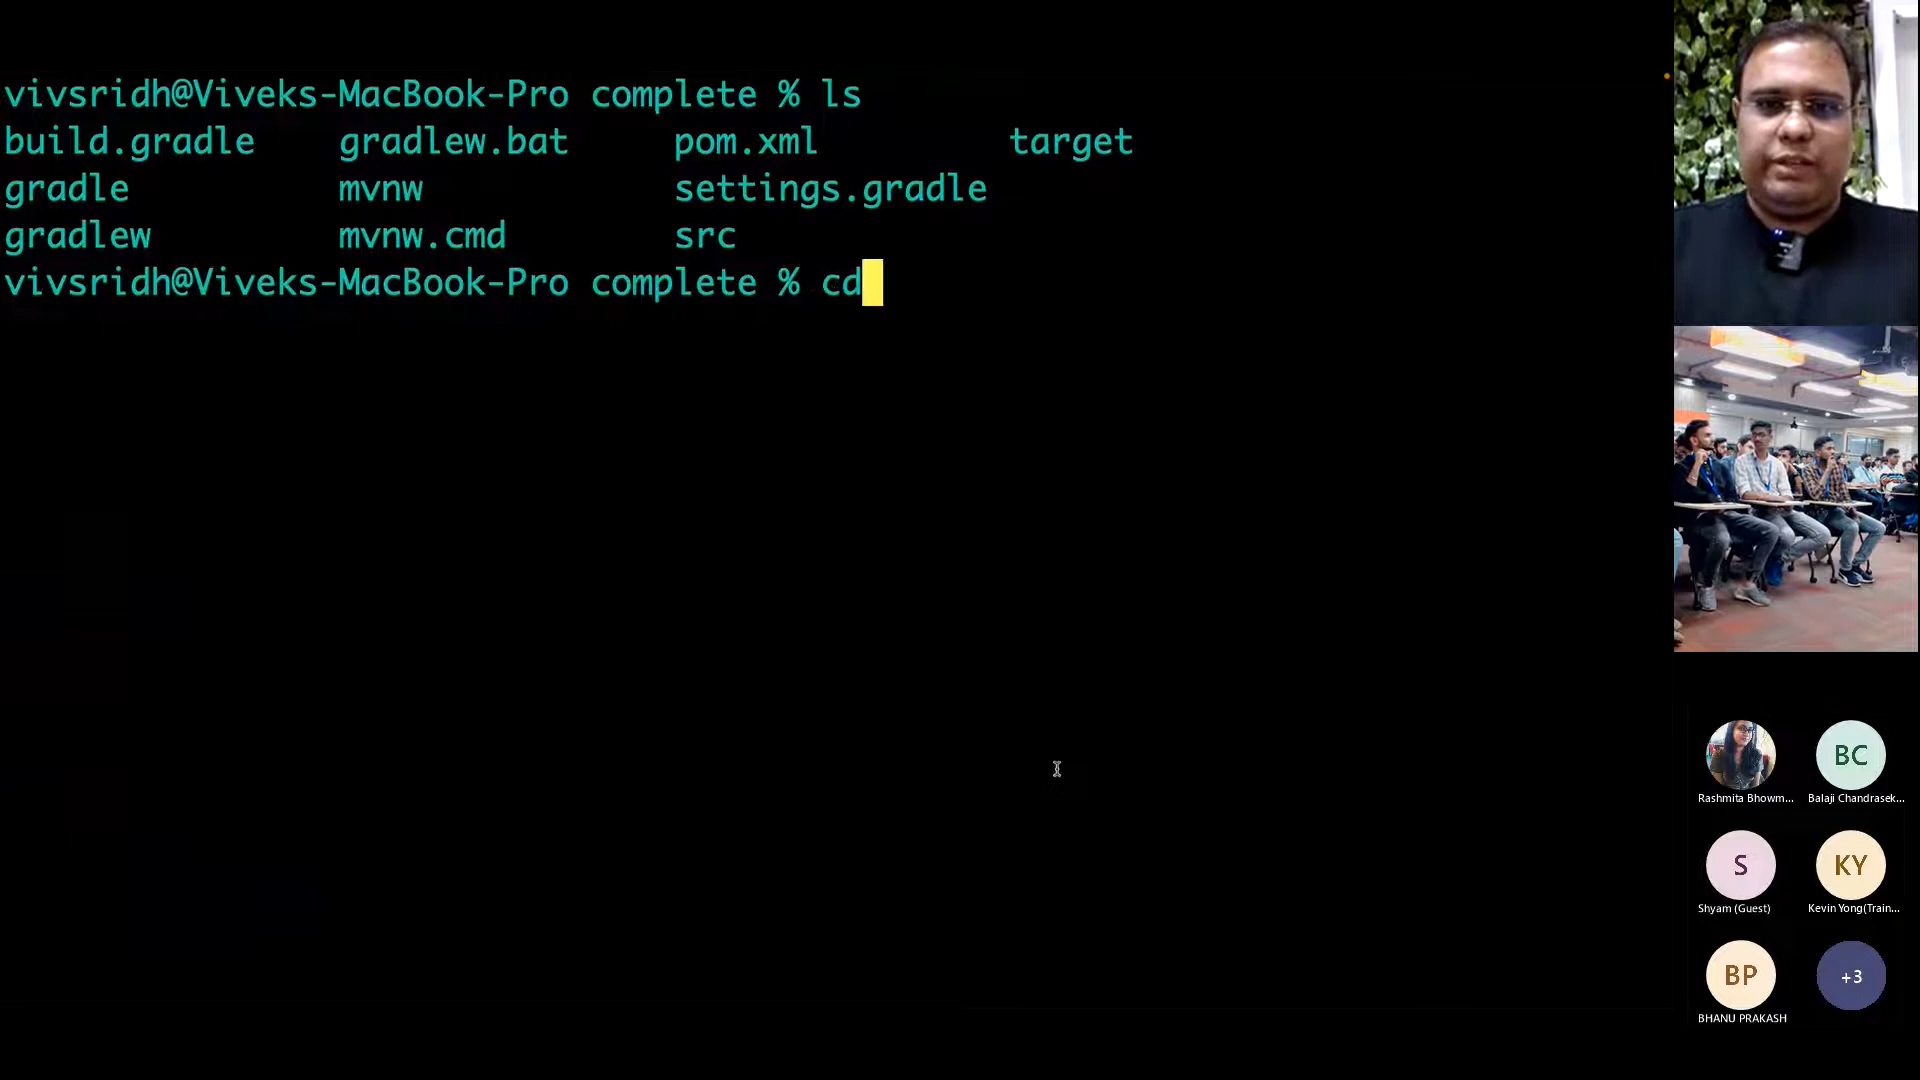 vivsridh@Viveks-MacBook-Pro complete % ls
build.gradle gradlew.bat pom.xml target
gradle mvnw settings.gradle
gradlew mvnw.cmd src
vivsridh@Viveks-MacBook-Pro complete % cd
BC
Rashmita Bhowm... Balaji Chandrasek...
S KY
Shyam (Guest) Kevin Yong(Train...
BP +3
BHANU PRAKASH